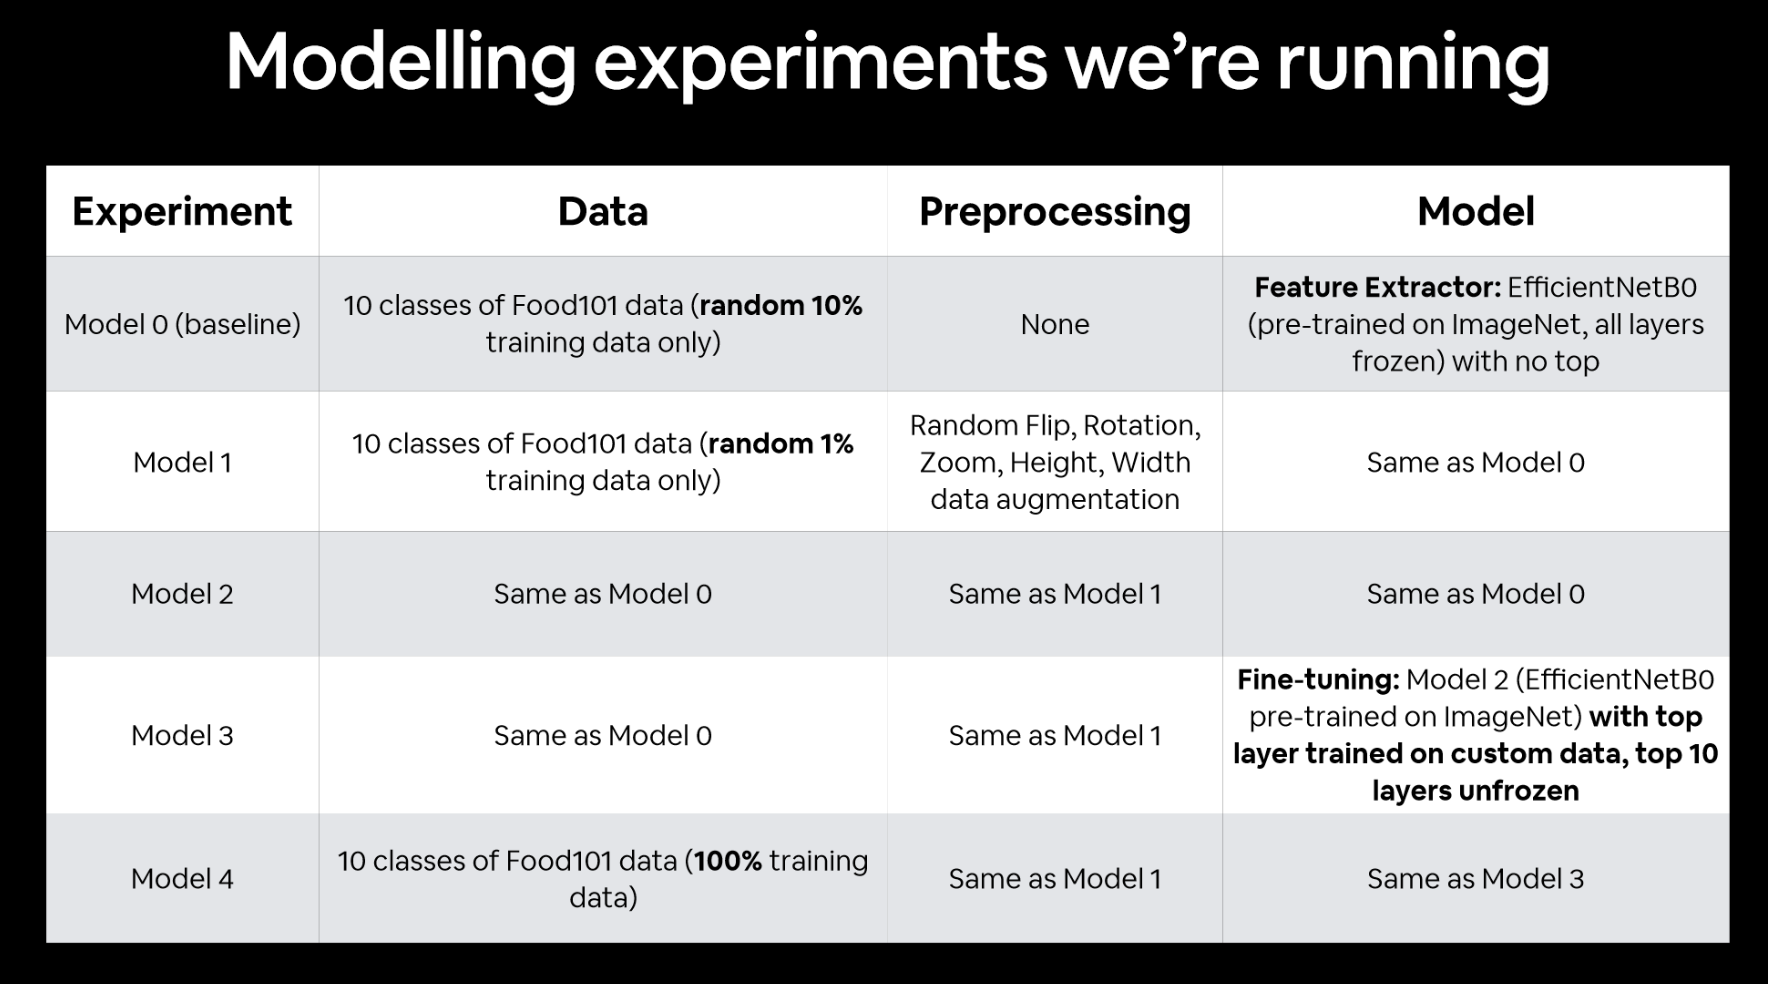 Modelling experiments we’re running
Experiment
Data
Preprocessing
Model
Model 0 (baseline)
10 classes of Food101 data (random 10%
training data only)
None
Feature Extractor: EfficientNetB0
(pre-trained on ImageNet, all layers
frozen) with no top
Model 1
10 classes of Food101 data (random 1%
training data only)
Random Flip, Rotation,
Zoom, Height, Width
data augmentation
Same as Model 0
Model 2
Same as Model 0
Same as Model 1
Same as Model 0
Model 3
Same as Model 0
Same as Model 1
Fine-tuning: Model 2 (EfficientNetB0
pre-trained on ImageNet) with top
layer trained on custom data, top 10
layers unfrozen
Model 4
10 classes of Food101 data (100% training
data)
Same as Model 1
Same as Model 3